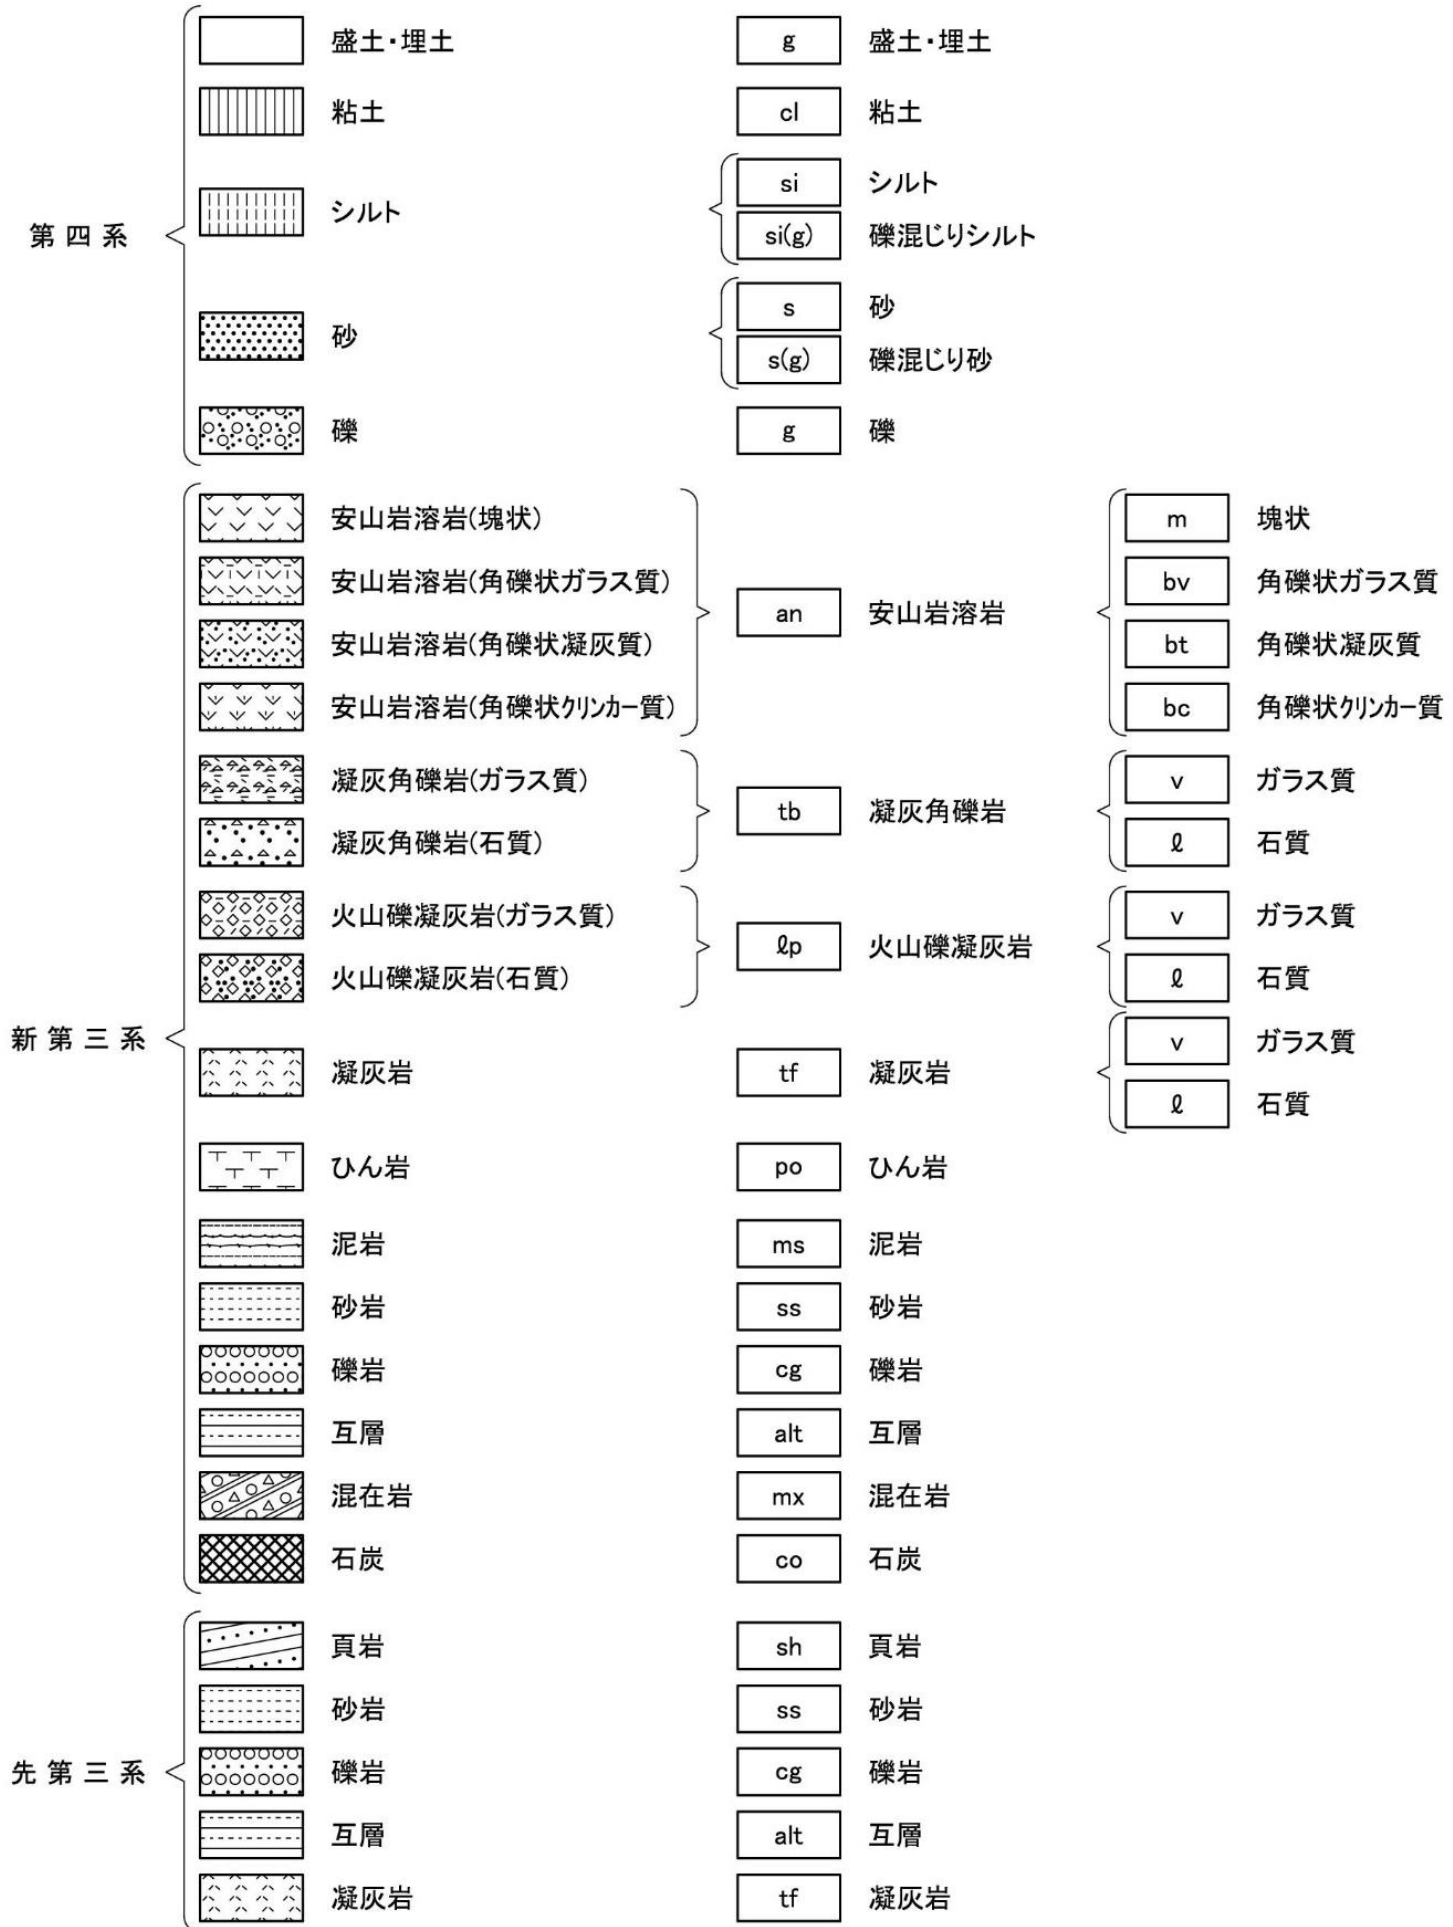 盛土・埋土 g 盛土・埋土
粘土 cl 粘土
si シルト
シルト
第四系
si(g) 礫混じりシルト
s 砂
砂
s(g) 礫混じり砂
礫 g 礫
安山岩溶岩(塊状) m 塊状
安山岩溶岩(角礫状ガラス質) bv 角礫状ガラス質
an 安山岩溶岩
安山岩溶岩(角礫状凝灰質) bt 角礫状凝灰質
安山岩溶岩(角礫状クリンカー質) bc 角礫状クリンカー質
凝灰角礫岩(ガラス質) v ガラス質
tb 凝灰角礫岩
凝灰角礫岩(石質) ℓ 石質
火山礫凝灰岩(ガラス質) v ガラス質
ℓp 火山礫凝灰岩
火山礫凝灰岩(石質) ℓ 石質
新第三系
v ガラス質
凝灰岩 tf 凝灰岩
ℓ 石質
ひん岩 po ひん岩
泥岩 ms 泥岩
砂岩 ss 砂岩
礫岩 cg 礫岩
互層 alt 互層
混在岩 mx 混在岩
石炭 co 石炭
頁岩 sh 頁岩
砂岩 ss 砂岩
先第三系
礫岩 cg 礫岩
互層 alt 互層
凝灰岩 tf 凝灰岩